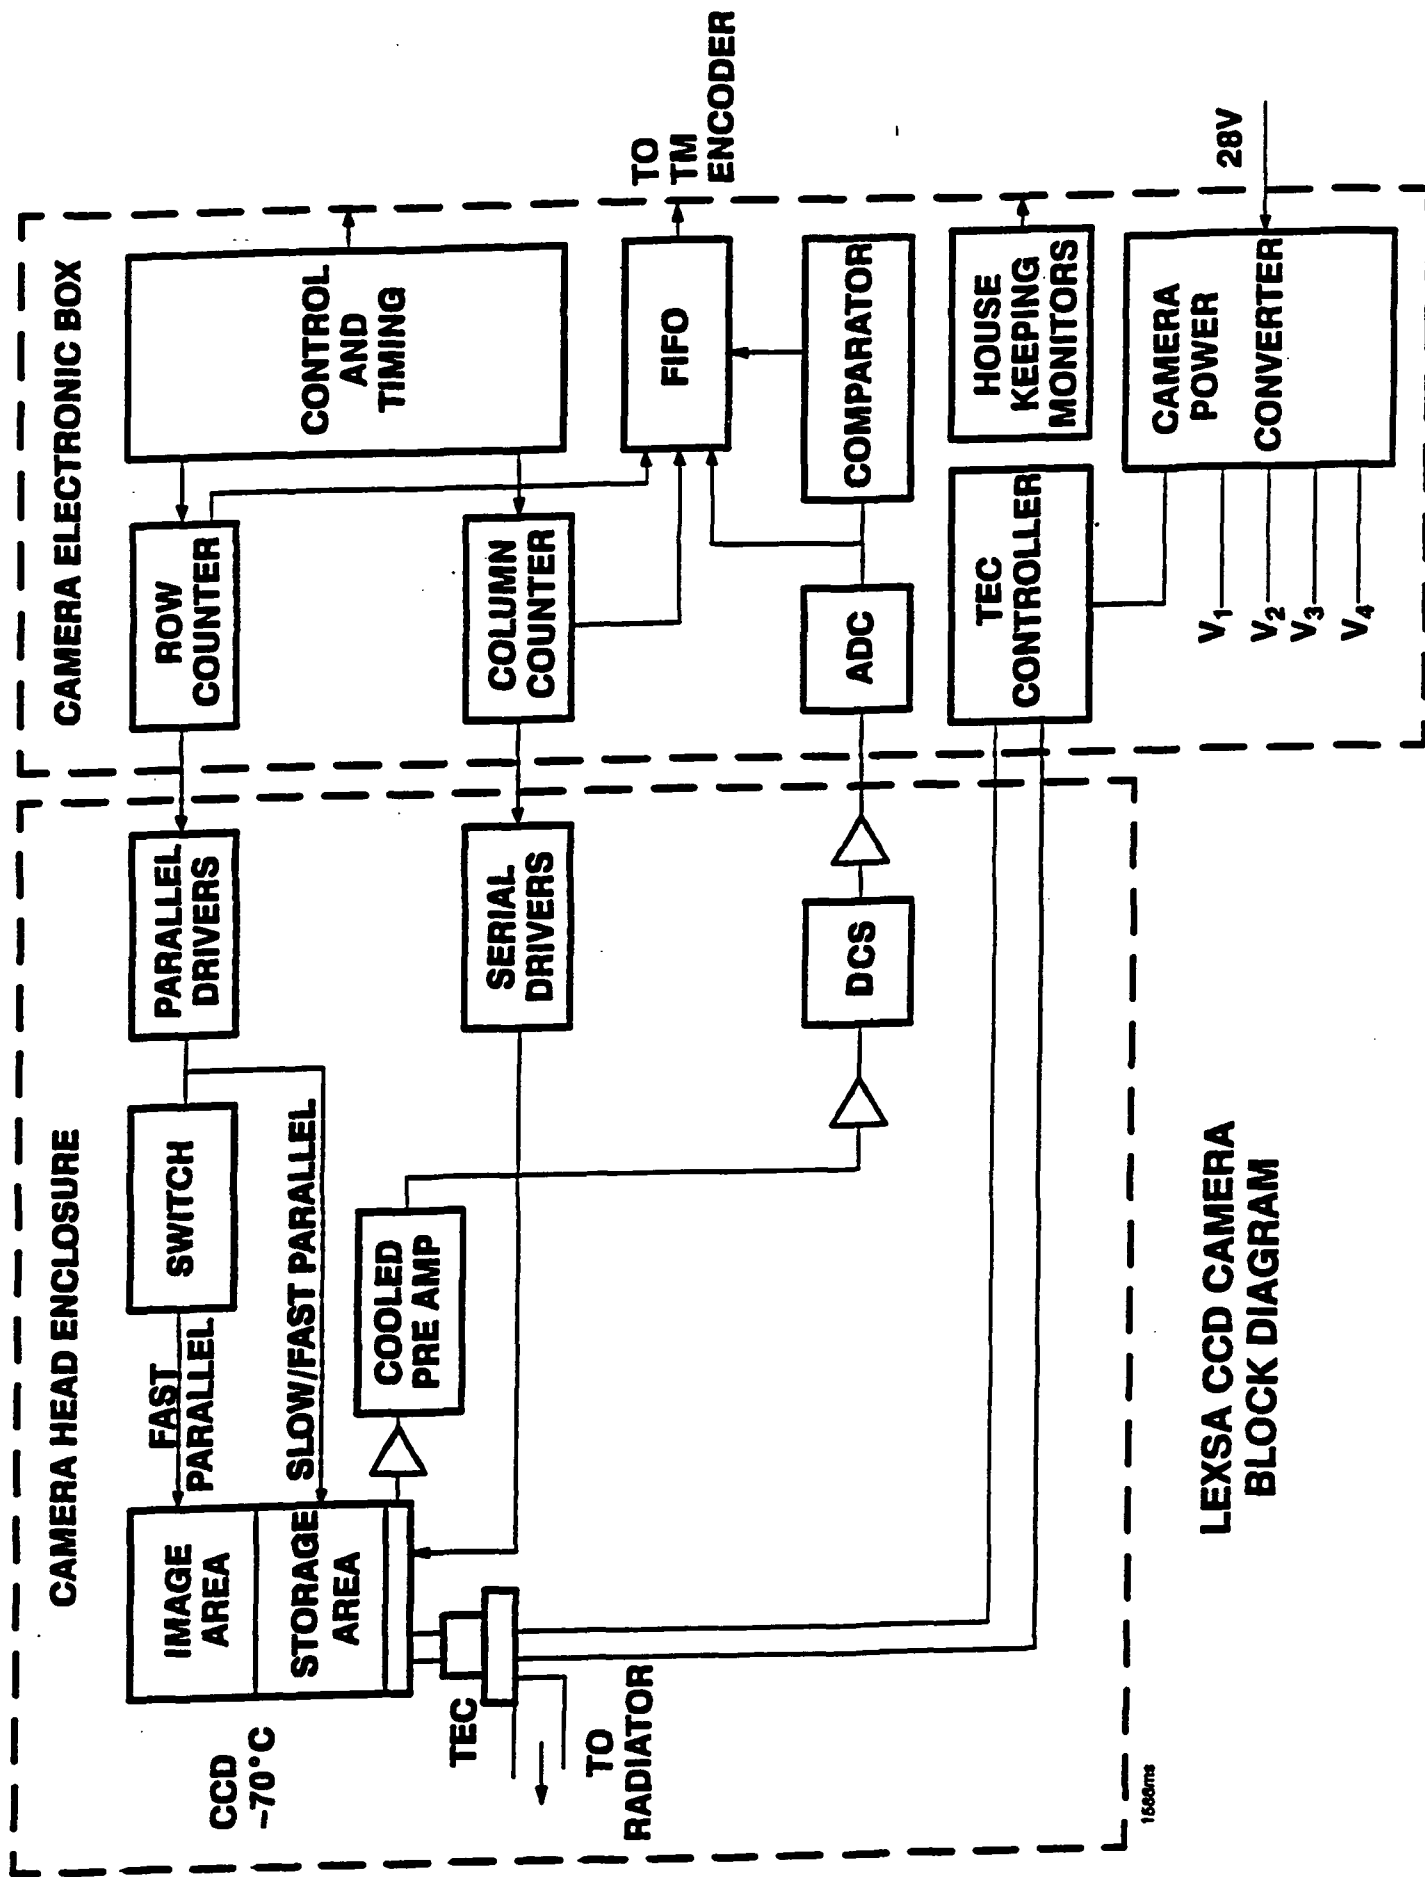 CAMERA HEAD ENCLOSURE
CAMERA ELECTRONIC BOX
CCD
-70°C
IMAGE
AREA
STORAGE
AREA
FAST
PARALLEL
SWITCH
SLOW/FAST PARALLEL
PARALLEL
DRIVERS
ROW
COUNTER
CONTROL
AND
TIMING
COOLED
PRE AMP
SERIAL
DRIVERS
COLUMN
COUNTER
FIFO
TO
TM
ENCODER
TEC
TO
RADIATOR
DCS
ADC
COMPARATOR
TEC
CONTROLLER
HOUSE
KEEPING
MONITORS
CAMERA
POWER
CONVERTER
28V
V1
V2
V3
V4
LEXSA CCD CAMERA
BLOCK DIAGRAM